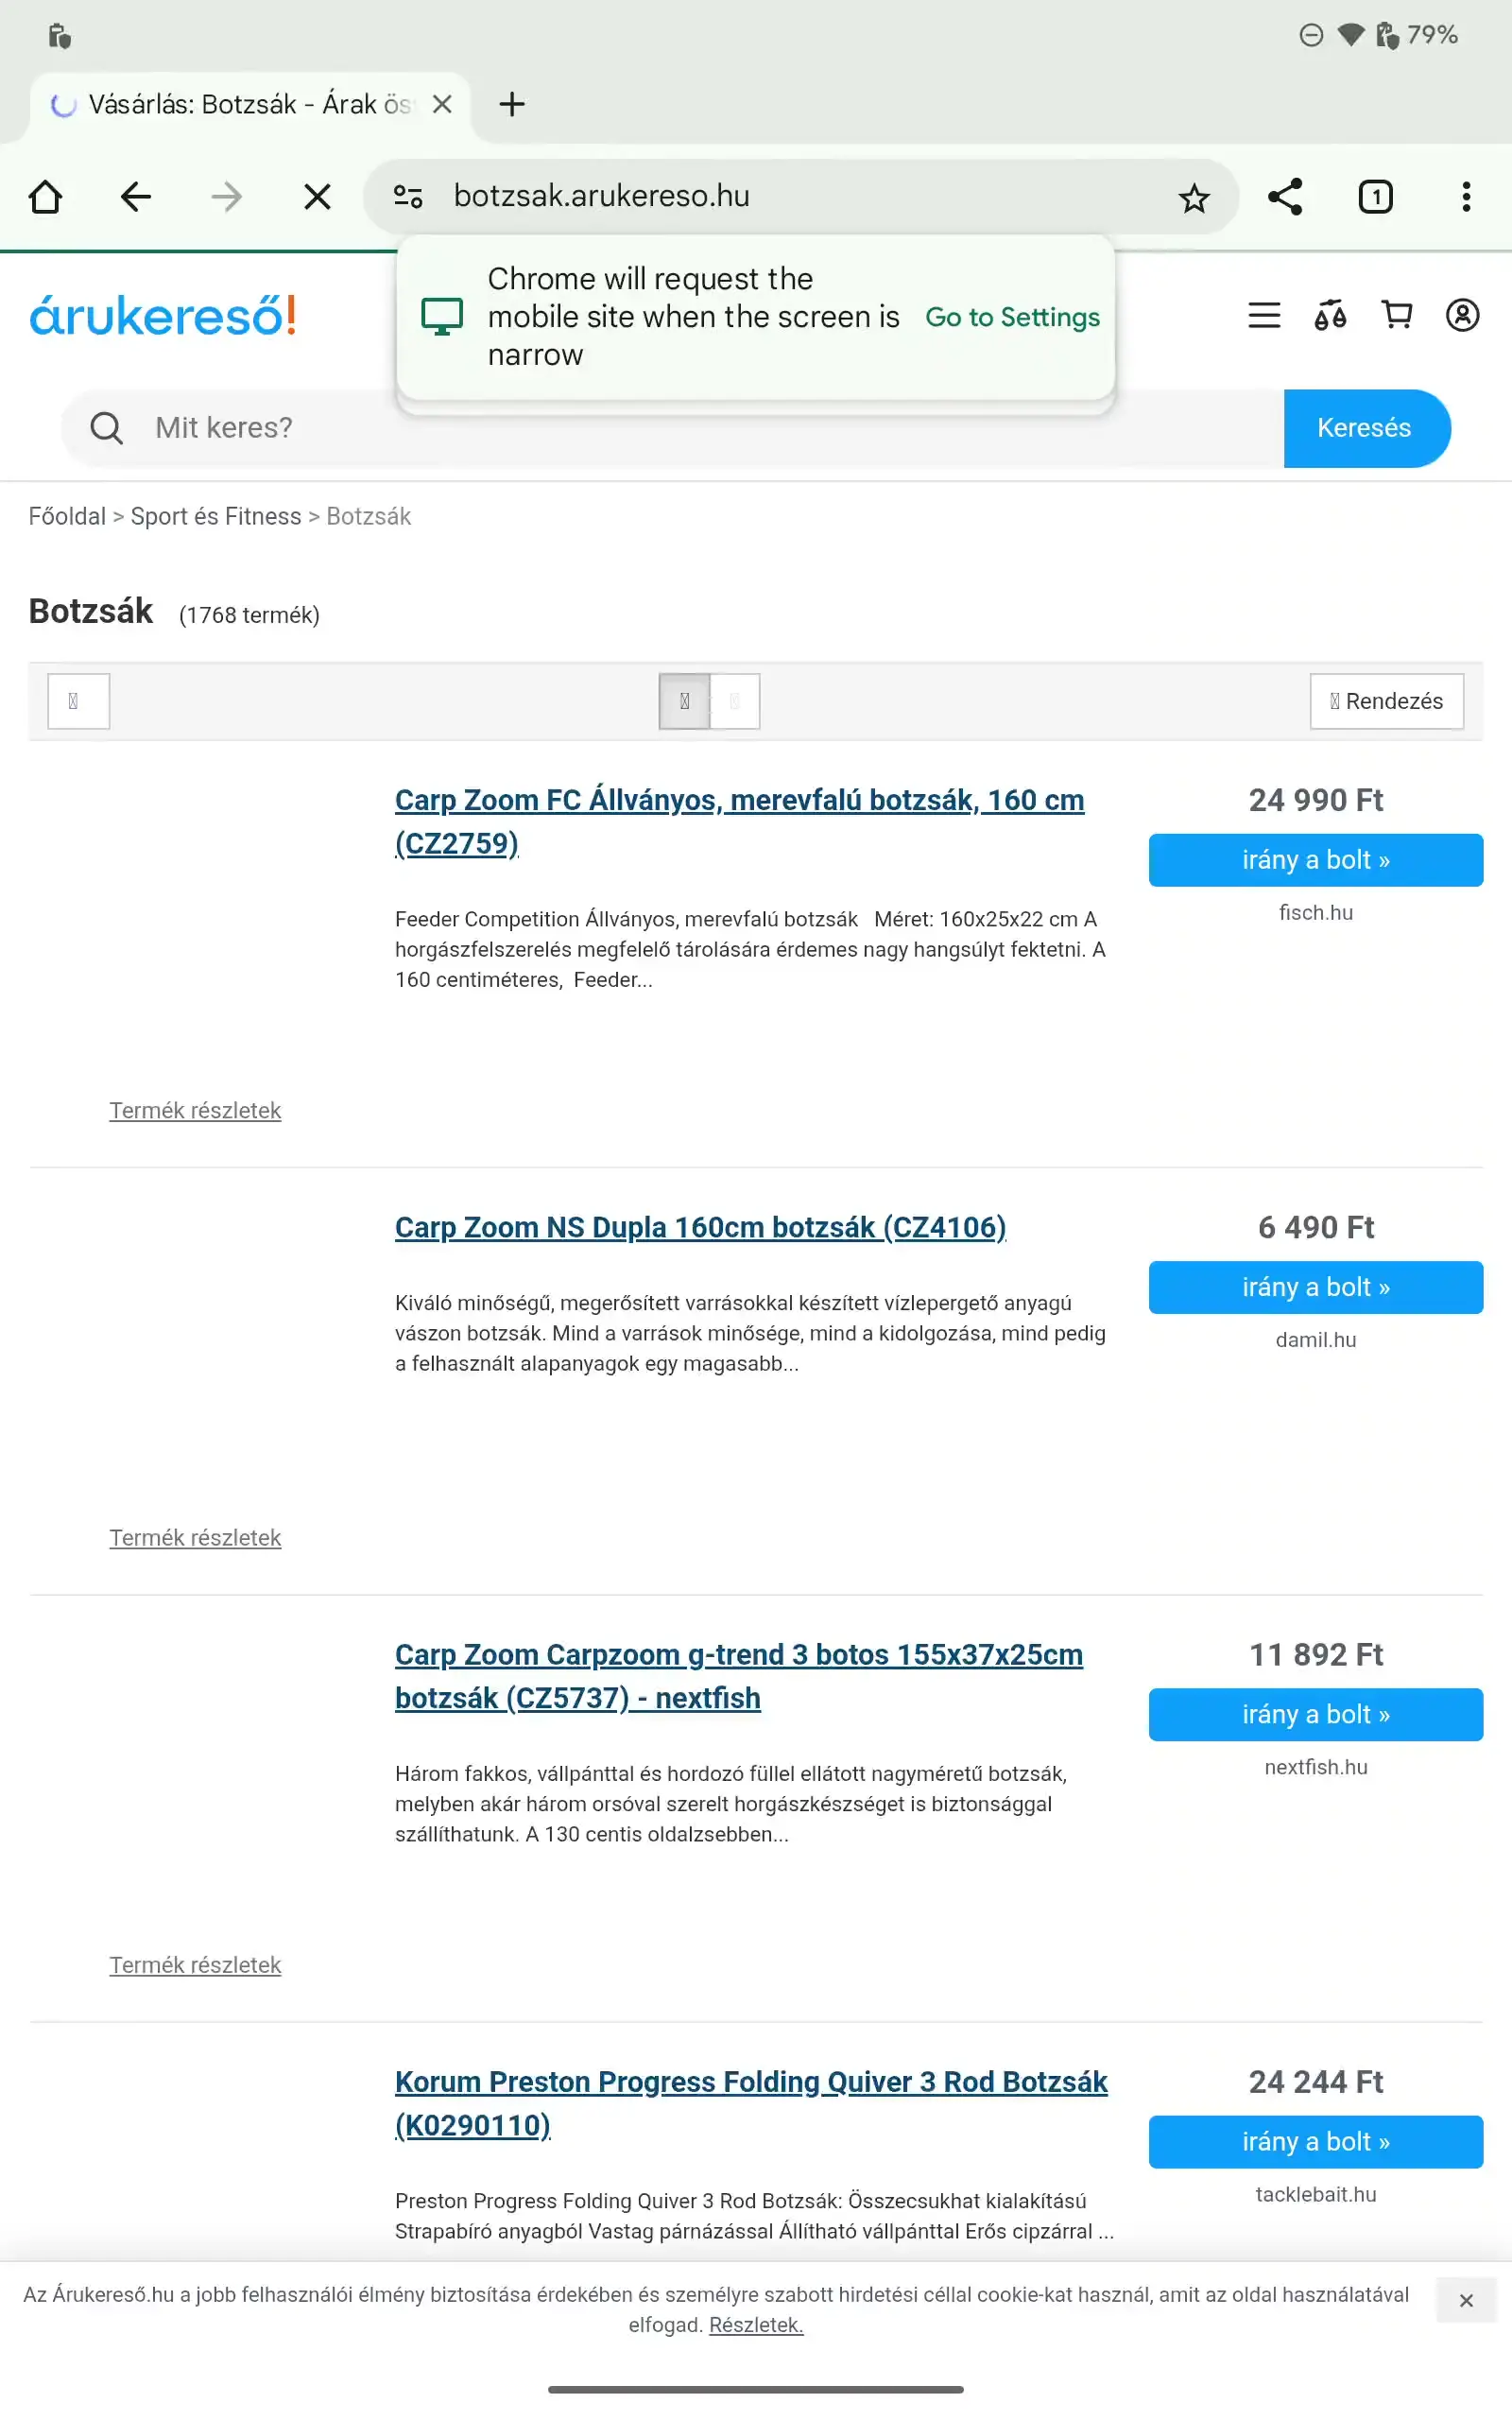 79%
Vásárlás: Botzsák - Árak ös
botzsak.arukereso.hu
1
Chrome will request the
mobile site when the screen is
narrow
Go to Settings
árukereső!
Mit keres?
Keresés
Főoldal > Sport és Fitness > Botzsák
Botzsák (1768 termék)
Rendezés
Carp Zoom FC Állványos, merevfalú botzsák, 160 cm
(CZ2759)
24 990 Ft
irány a bolt »
fisch.hu
Feeder Competition Állványos, merevfalú botzsák Méret: 160x25x22 cm A
horgászfelszerelés megfelelő tárolására érdemes nagy hangsúlyt fektetni. A
160 centiméteres, Feeder...
Termék részletek
Carp Zoom NS Dupla 160cm botzsák (CZ4106)
6 490 Ft
irány a bolt »
damil.hu
Kiváló minőségű, megerősített varrásokkal készített vízlepergető anyagú
vászon botzsák. Mind a varrások minősége, mind a kidolgozása, mind pedig
a felhasznált alapanyagok egy magasabb...
Termék részletek
Carp Zoom Carpzoom g-trend 3 botos 155x37x25cm
botzsák (CZ5737) - nextfish
11 892 Ft
irány a bolt »
nextfish.hu
Három fakkos, vállpánttal és hordozó füllel ellátott nagyméretű botzsák,
melyben akár három orsóval szerelt horgászkészséget is biztonsággal
szállíthatunk. A 130 centis oldalzsebben...
Termék részletek
Korum Preston Progress Folding Quiver 3 Rod Botzsák
(K0290110)
24 244 Ft
irány a bolt »
tacklebait.hu
Preston Progress Folding Quiver 3 Rod Botzsák: Összecsukhat kialakítású
Strapabíró anyagból Vastag párnázással Állítható vállpánttal Erős cipzárral ...
Az Árukereső.hu a jobb felhasználói élmény biztosítása érdekében és személyre szabott hirdetési céllal cookie-kat használ, amit az oldal használatával
elfogad. Részletek.